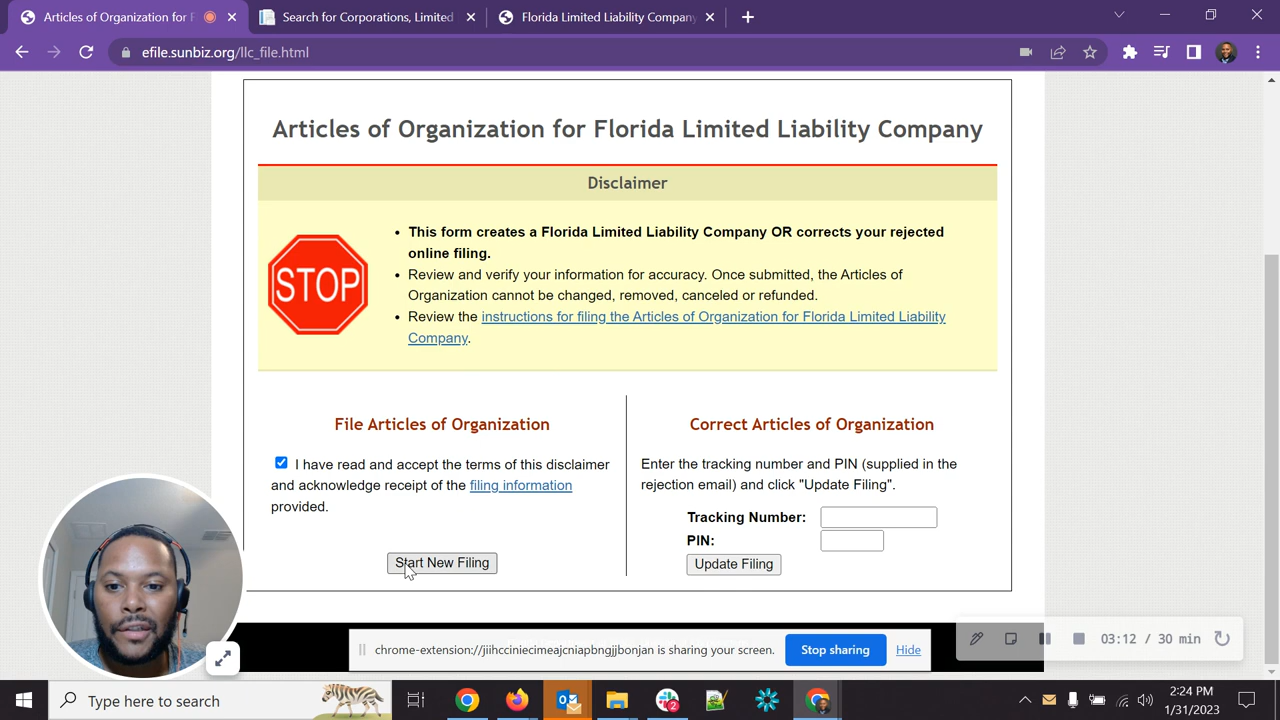 Articles of Organization for F
Search for Corporations, Limited
Florida Limited Liability Company
efile.sunbiz.org/llc_file.html
Articles of Organization for Florida Limited Liability Company
Disclaimer
STOP
• This form creates a Florida Limited Liability Company OR corrects your rejected
online filing.
• Review and verify your information for accuracy. Once submitted, the Articles of
Organization cannot be changed, removed, canceled or refunded.
• Review the instructions for filing the Articles of Organization for Florida Limited Liability
Company.
File Articles of Organization
I have read and accept the terms of this disclaimer
and acknowledge receipt of the filing information
provided.
Start New Filing
Correct Articles of Organization
Enter the tracking number and PIN (supplied in the
rejection email) and click "Update Filing".
Tracking Number:
PIN:
Update Filing
chrome-extension://jiihcciniecimeajcniapbngjjbonjan is sharing your screen.
Stop sharing
Hide
03:12 / 30 min
Type here to search
2
2:24 PM
1/31/2023